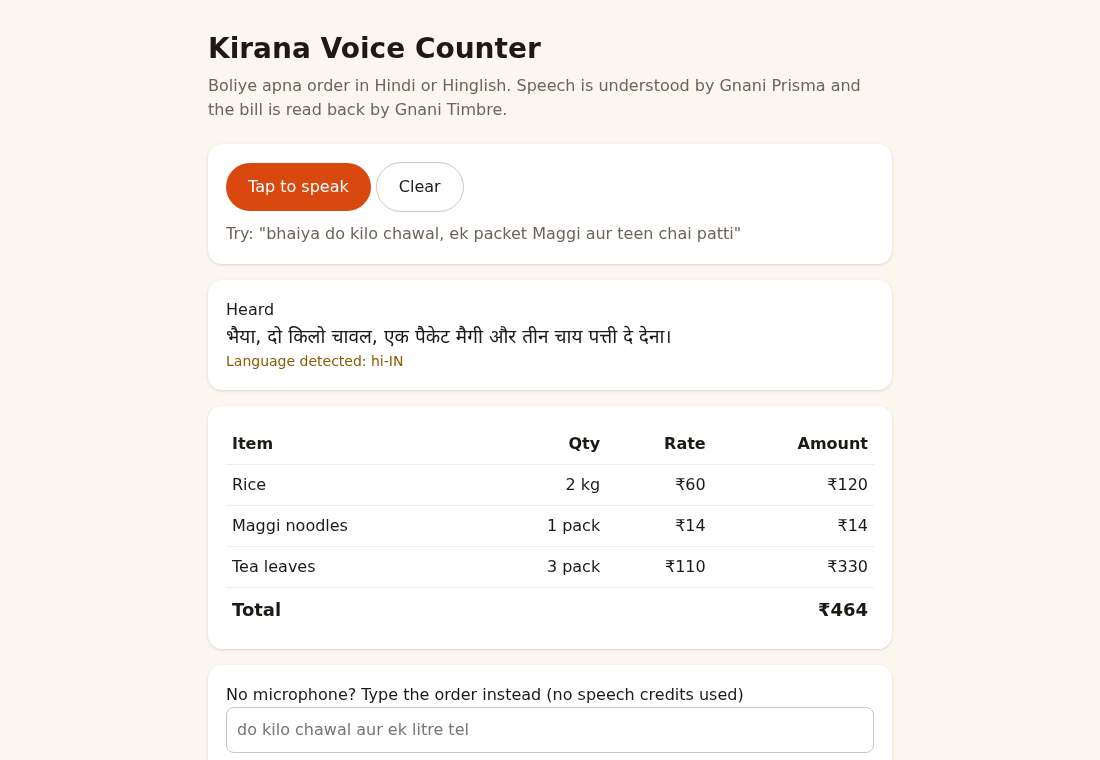 Kirana Voice Counter
Boliye apna order in Hindi or Hinglish. Speech is understood by Gnani Prisma and
the bill is read back by Gnani Timbre.
Tap to speak Clear
Try: "bhaiya do kilo chawal, ek packet Maggi aur teen chai patti"
Heard
भैया, दो किलो चावल, एक पैकेट मैगी और तीन चाय पत्ती दे देना।
Language detected: hi-IN
Item Qty Rate Amount
Rice 2 kg ₹60 ₹120
Maggi noodles 1 pack ₹14 ₹14
Tea leaves 3 pack ₹110 ₹330
Total ₹464
No microphone? Type the order instead (no speech credits used)
do kilo chawal aur ek litre tel